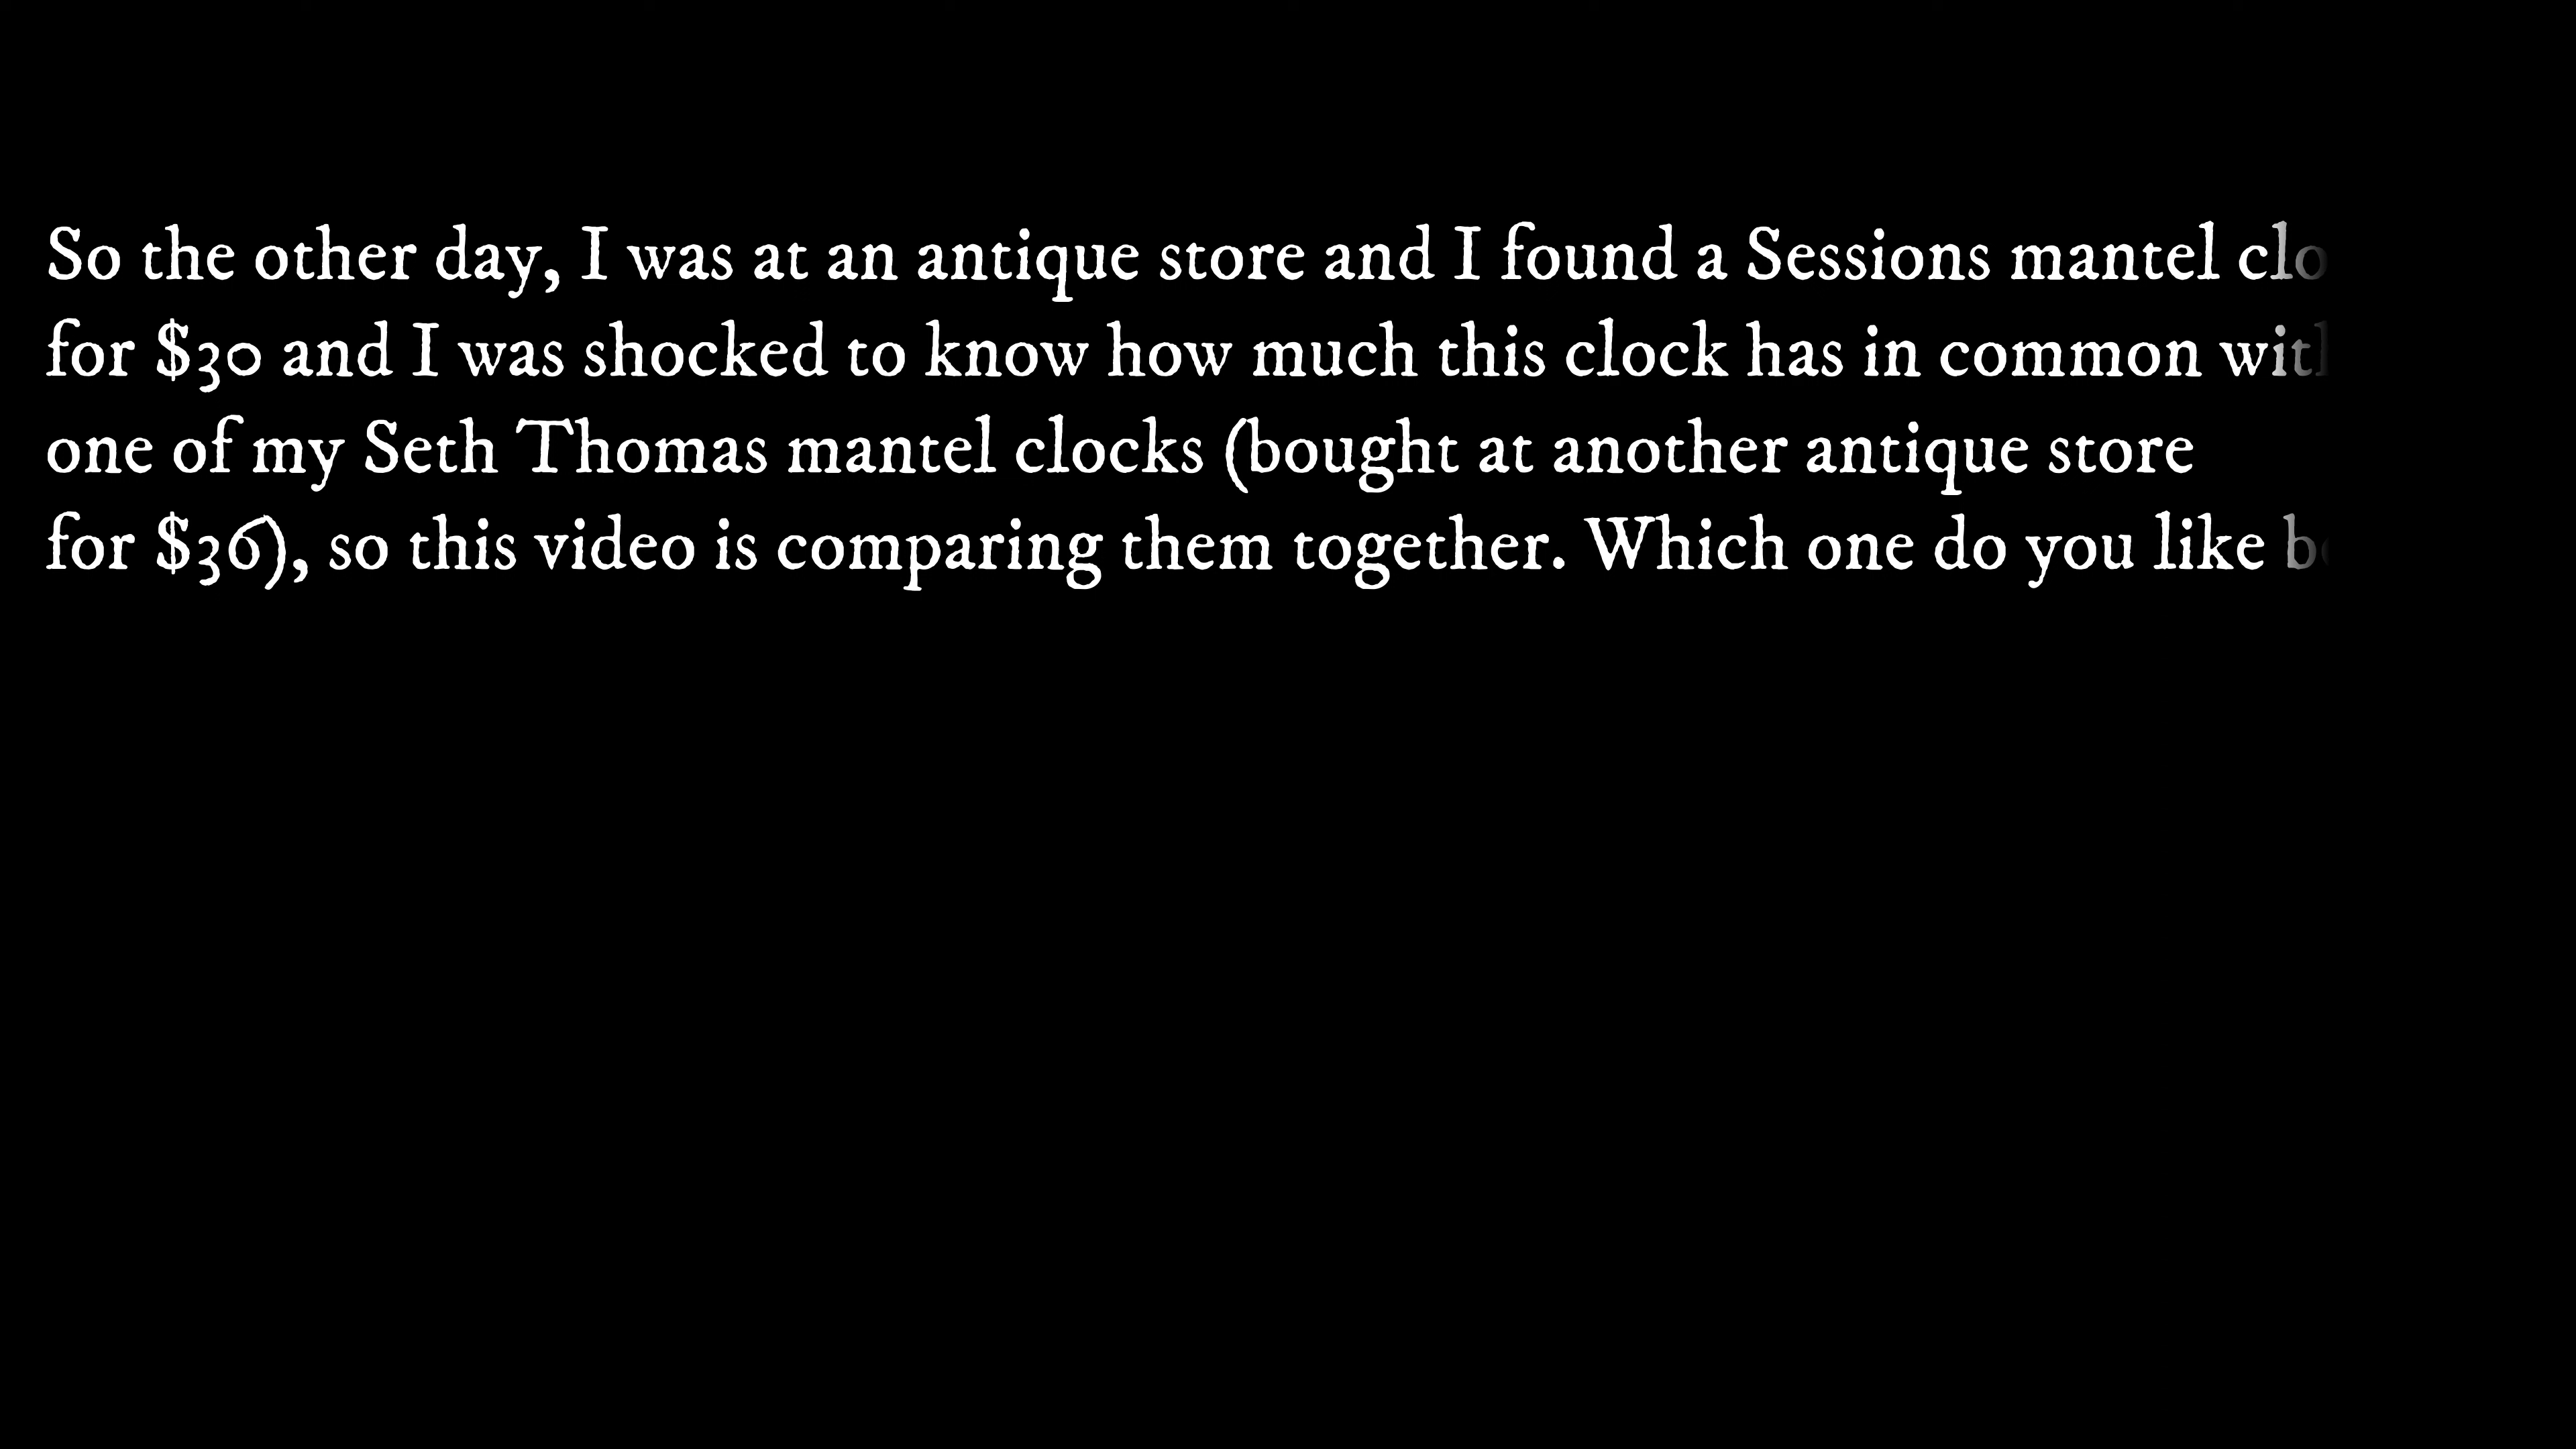 So the other day, I was at an antique store and I found a Sessions mantel
for $30 and I was shocked to know how much this clock has in common with
one of my Seth Thomas mantel clocks (bought at another antique store
for $36), so this video is comparing them together. Which one do you like